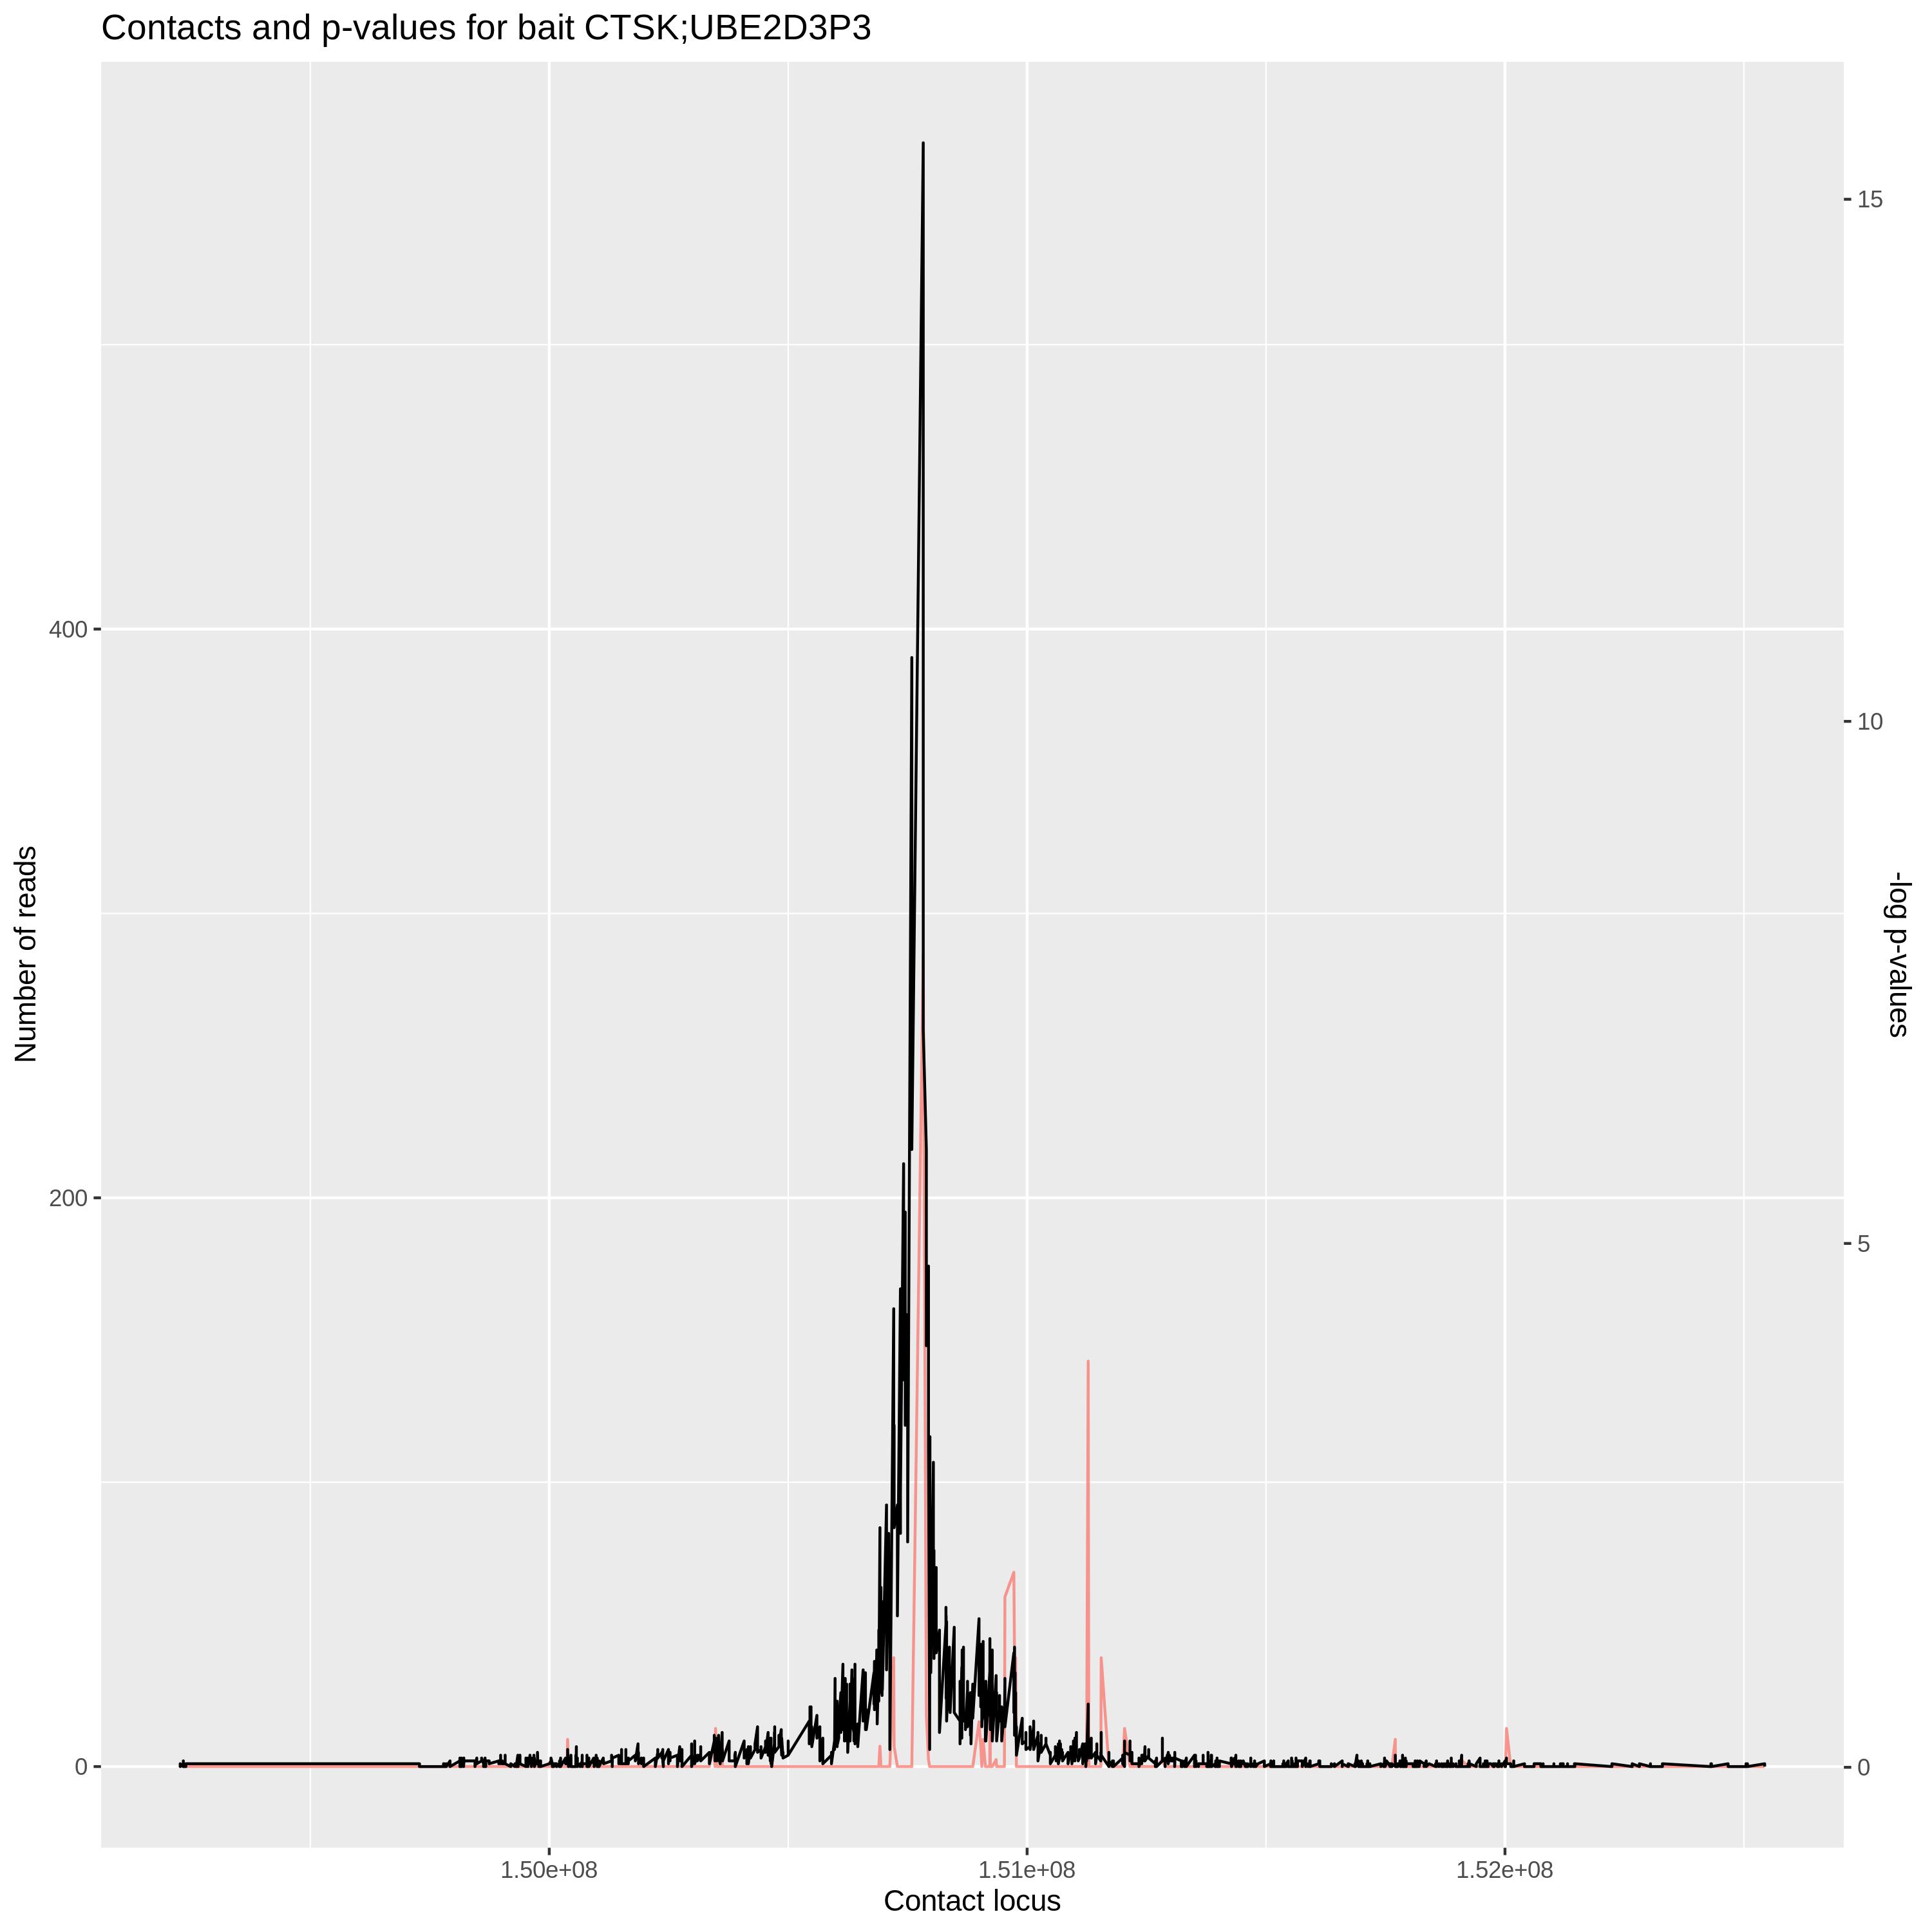 Contacts and p-values for bait CTSK;UBE2D3P3
15
400
10
Number of reads
-log p-values
200
5
0
0
1.50e+08
1.51e+08
1.52e+08
Contact locus